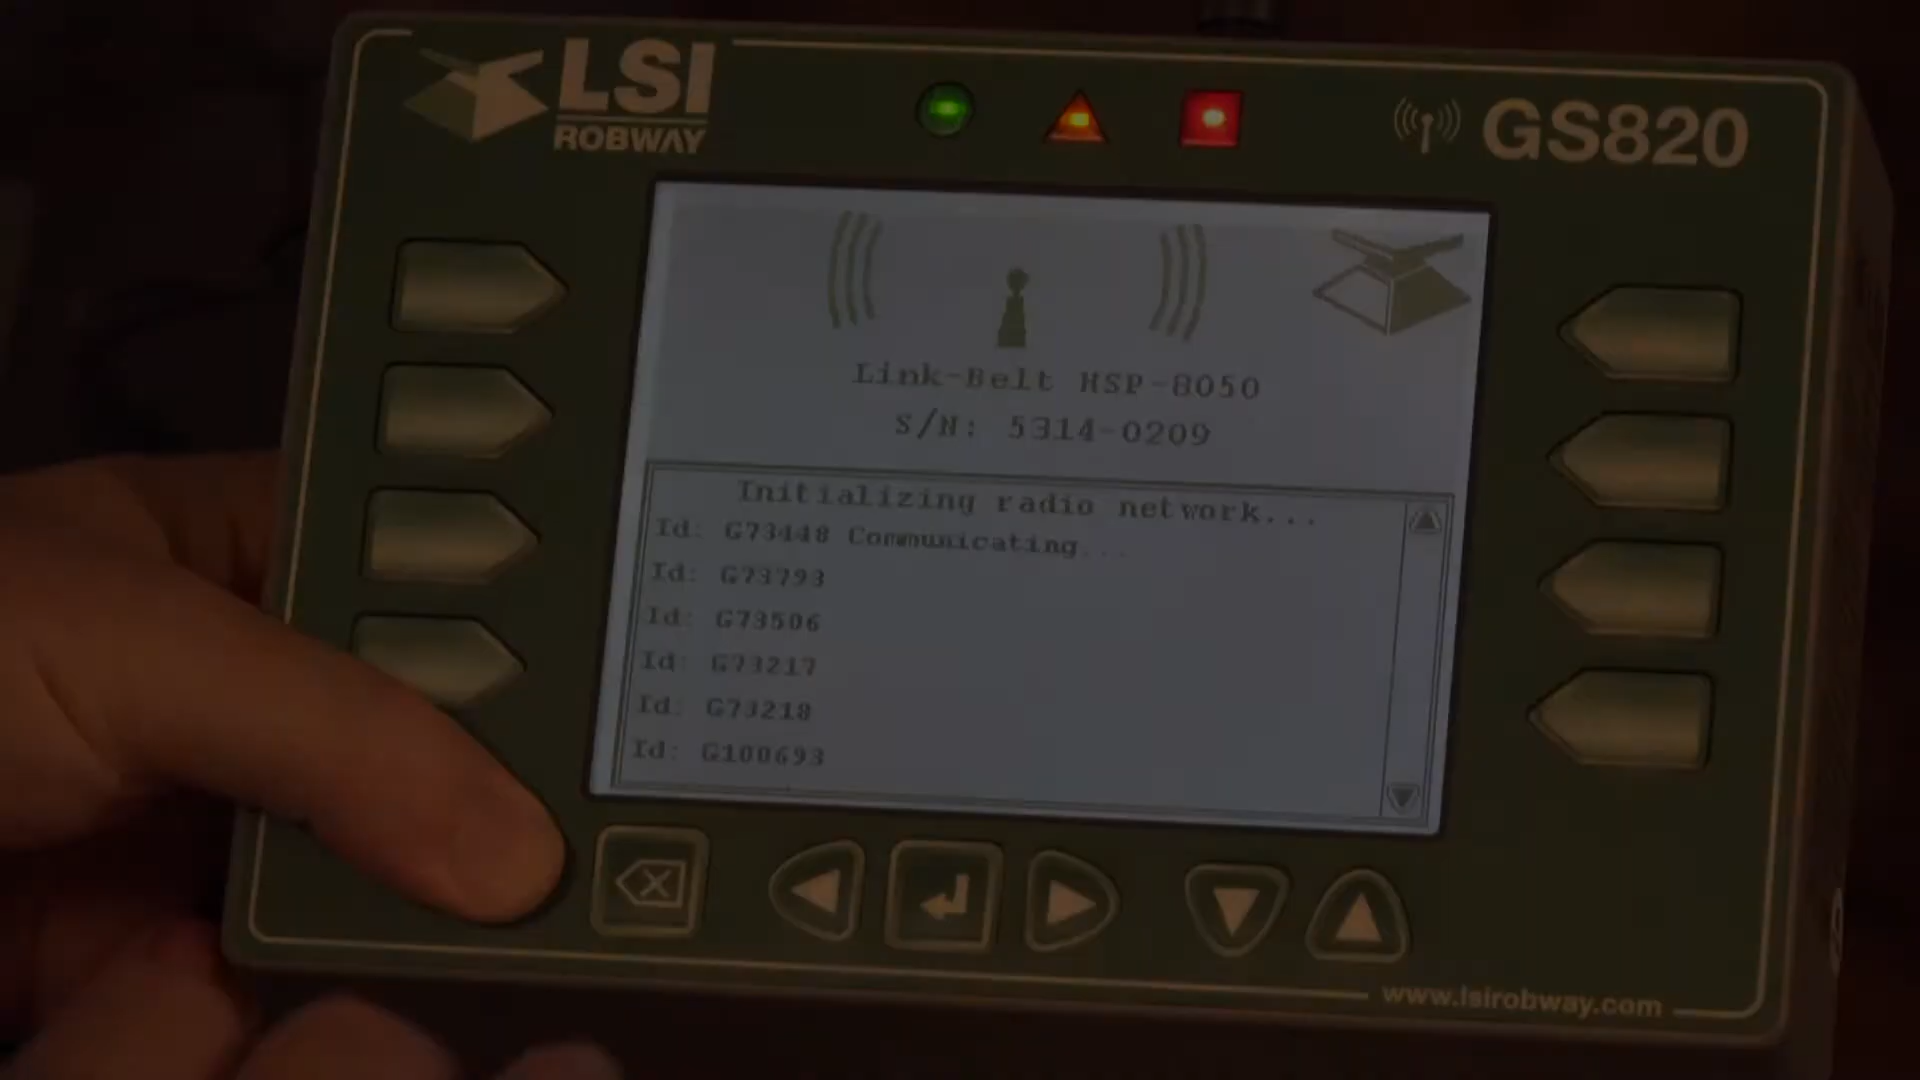 LSI
ROBWAY
GS820
Link-Belt HSP-8050
S/N: 5314-0209
Initializing radio network...
Id: G73448 Communicating...
Id: G73793
Id: G73506
Id: G73217
Id: G73218
Id: G100693
www.lsirobway.com